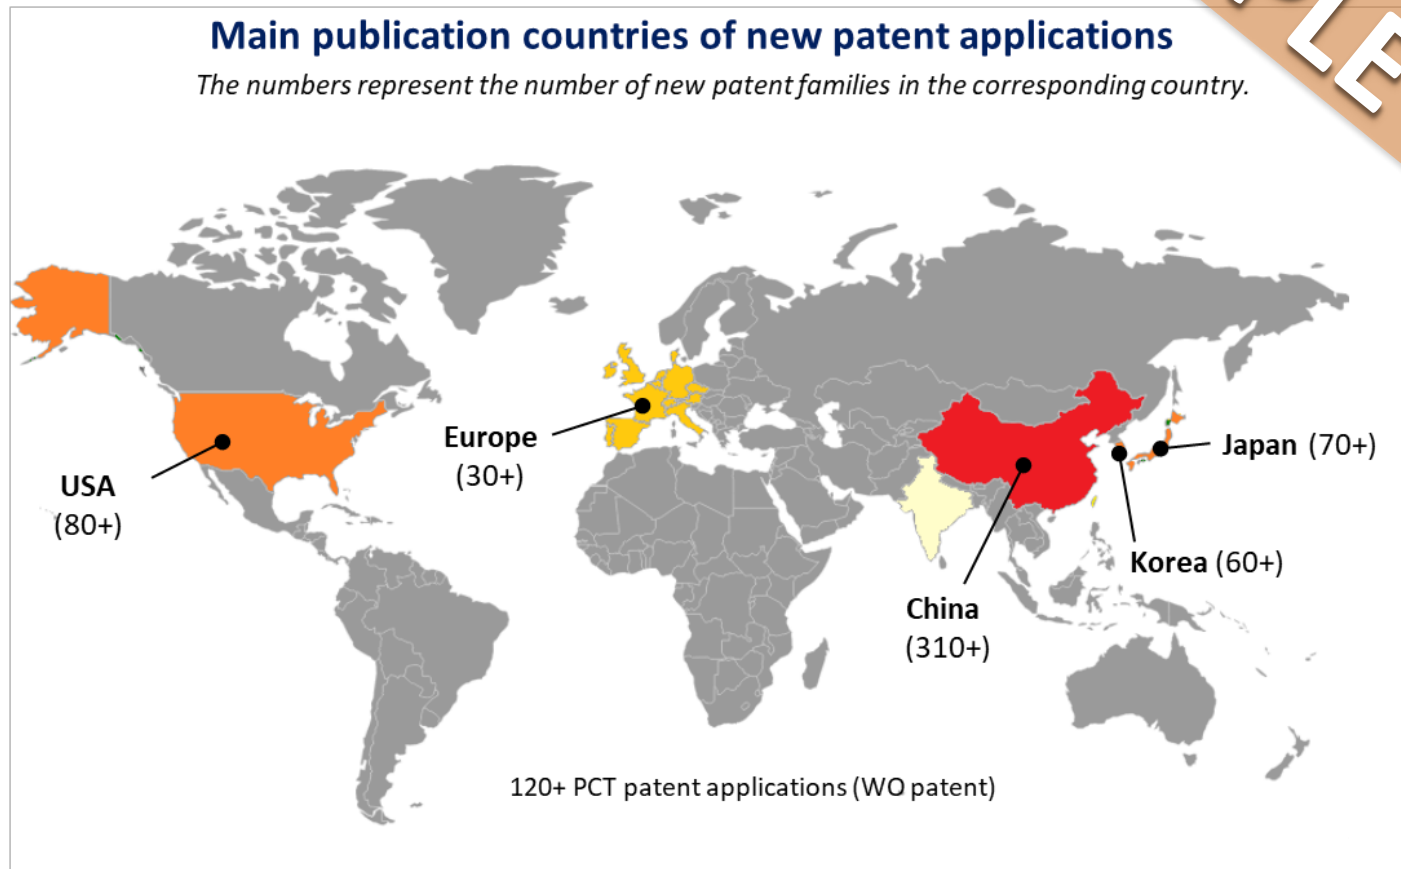 Main publication countries of new patent applications
The numbers represent the number of new patent families in the corresponding country.
USA
(80+)
Europe
(30+)
China
(310+)
Korea (60+)
Japan (70+)
120+ PCT patent applications (WO patent)